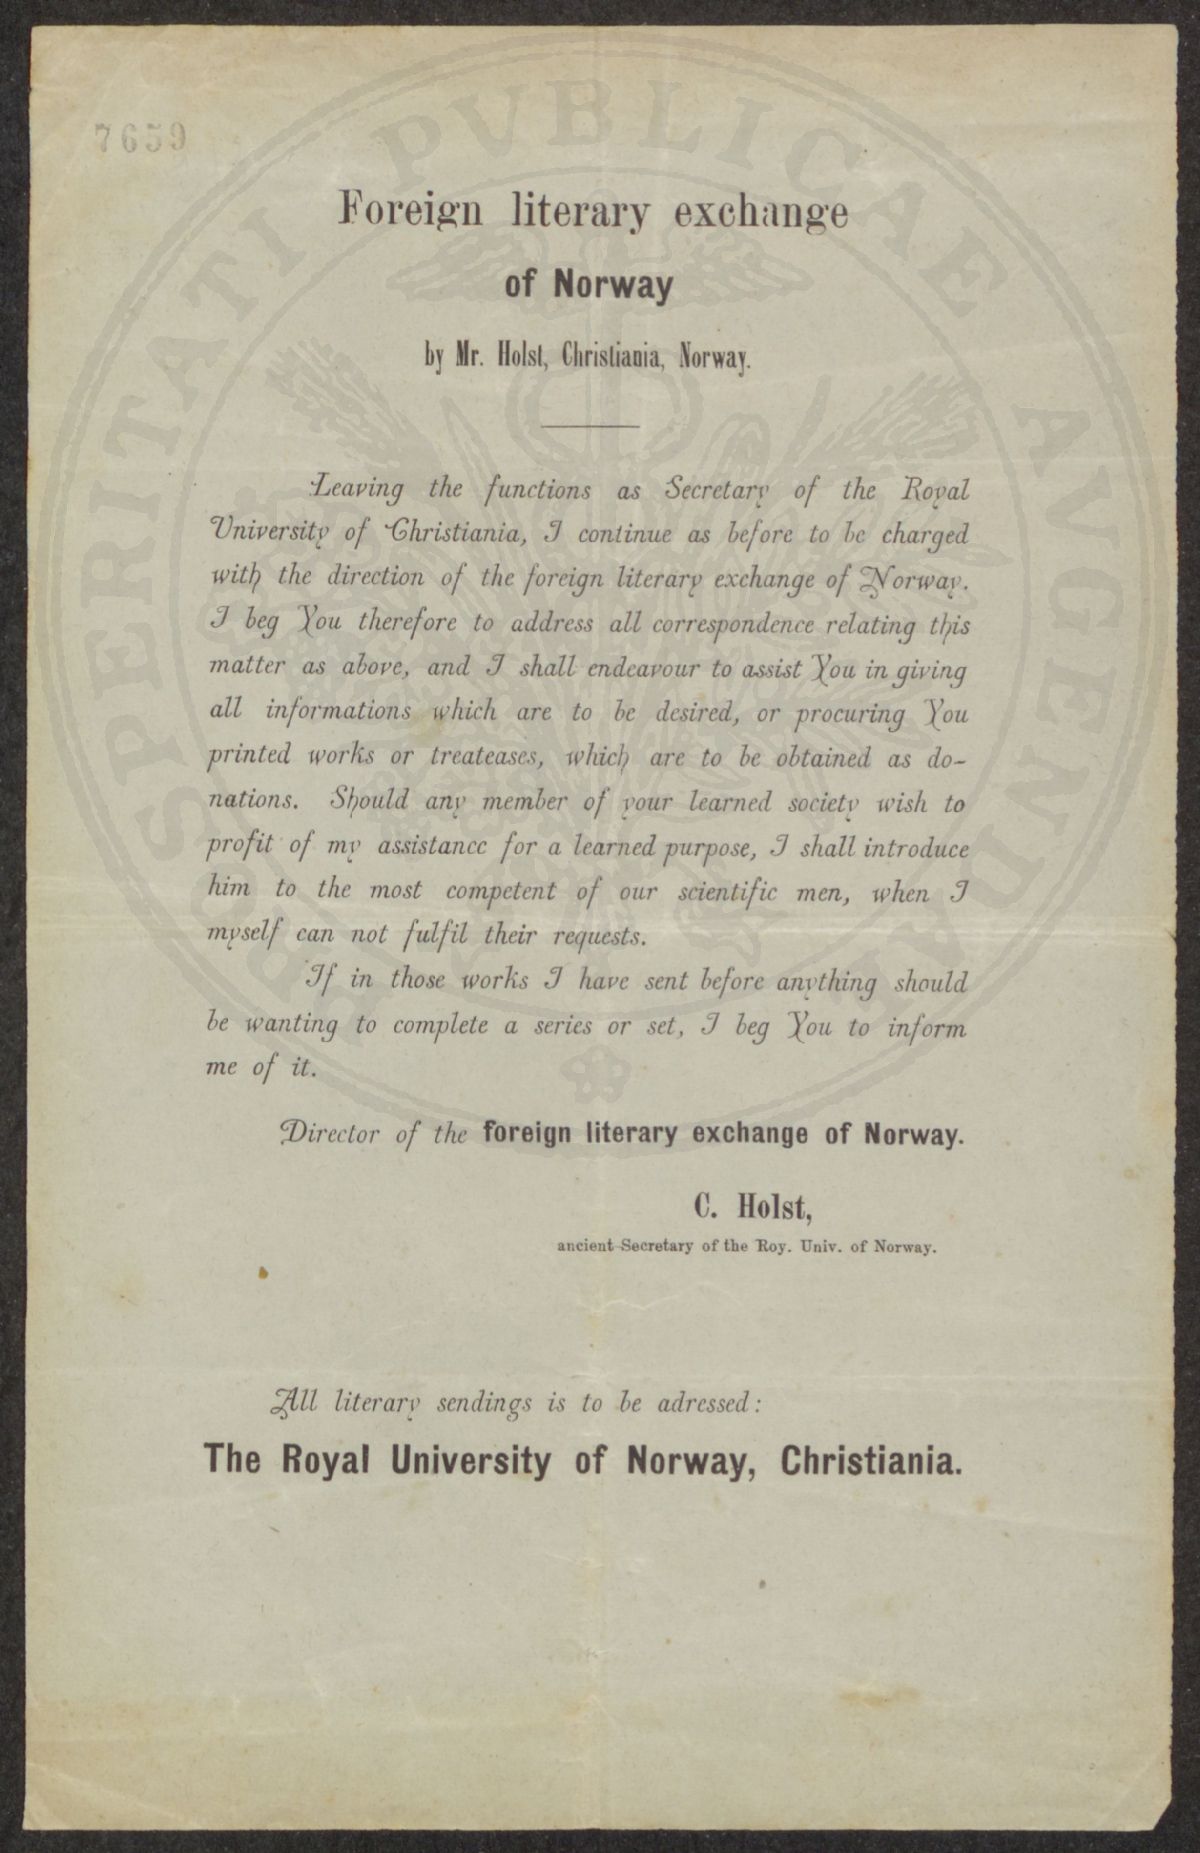 7659
PROSPERITATI PUBLICAE AVGENDAE
Foreign literary exchange
of Norway
by Mr. Holst, Christiania, Norway.
Leaving the functions as Secretary of the Royal
University of Christiania, I continue as before to be charged
with the direction of the foreign literary exchange of Norway.
I beg You therefore to address all correspondence relating this
matter as above, and I shall endeavour to assist You in giving
all informations which are to be desired, or procuring You
printed works or treateases, which are to be obtained as do-
nations. Should any member of your learned society wish to
profit of my assistance for a learned purpose, I shall introduce
him to the most competent of our scientific men, when I
myself can not fulfil their requests.
If in those works I have sent before anything should
be wanting to complete a series or set, I beg You to inform
me of it.
Director of the foreign literary exchange of Norway.
C. Holst,
ancient Secretary of the Roy. Univ. of Norway.
All literary sendings is to be adressed:
The Royal University of Norway, Christiania.